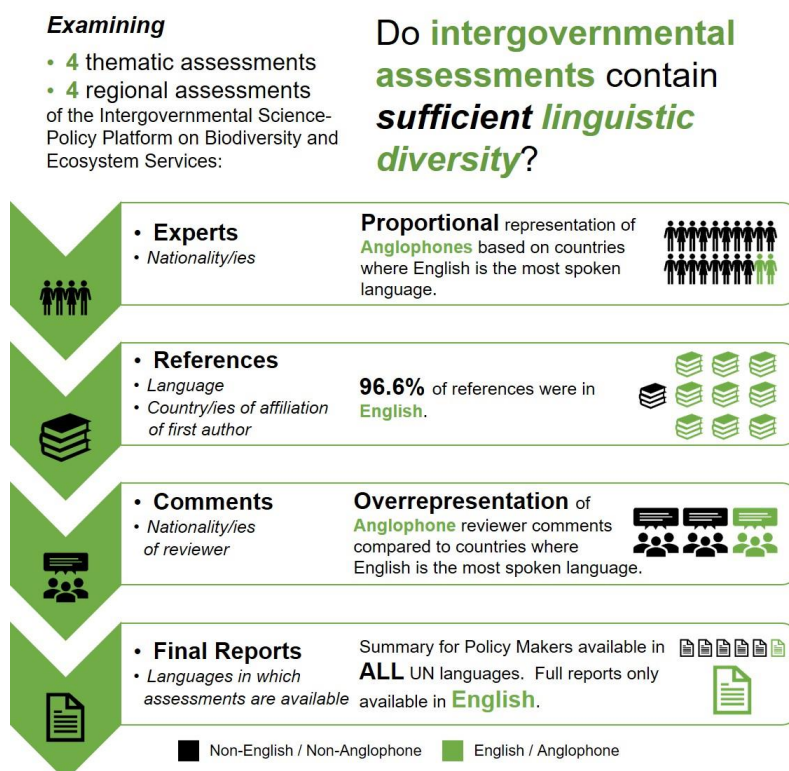 Examining
• 4 thematic assessments
• 4 regional assessments
of the Intergovernmental Science-
Policy Platform on Biodiversity and
Ecosystem Services:
Do intergovernmental
assessments contain
sufficient linguistic
diversity?
• Experts
• Nationality/ies
Proportional representation of
Anglophones based on countries
where English is the most spoken
language.
• References
• Language
• Country/ies of affiliation
of first author
96.6% of references were in
English.
• Comments
• Nationality/ies
of reviewer
Overrepresentation of
Anglophone reviewer comments
compared to countries where
English is the most spoken language.
• Final Reports
• Languages in which
assessments are available
Summary for Policy Makers available in
ALL UN languages. Full reports only
available in English.
Non-English / Non-Anglophone
English / Anglophone